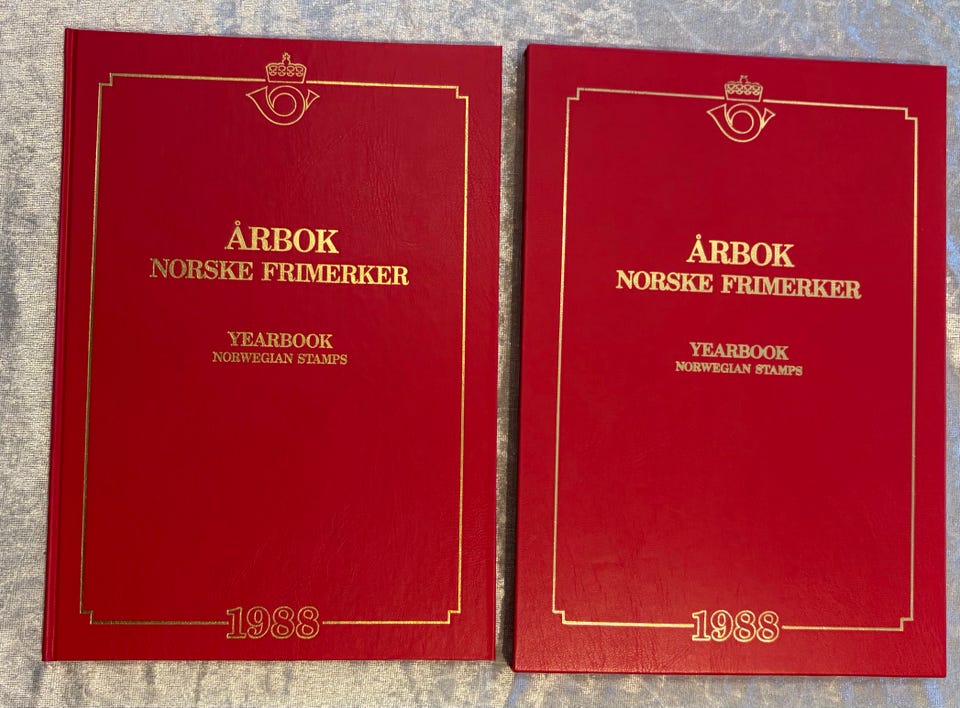 ÅRBOK
NORSKE FRIMERKER
YEARBOOK
NORWEGIAN STAMPS
1988
ÅRBOK
NORSKE FRIMERKER
YEARBOOK
NORWEGIAN STAMPS
1988